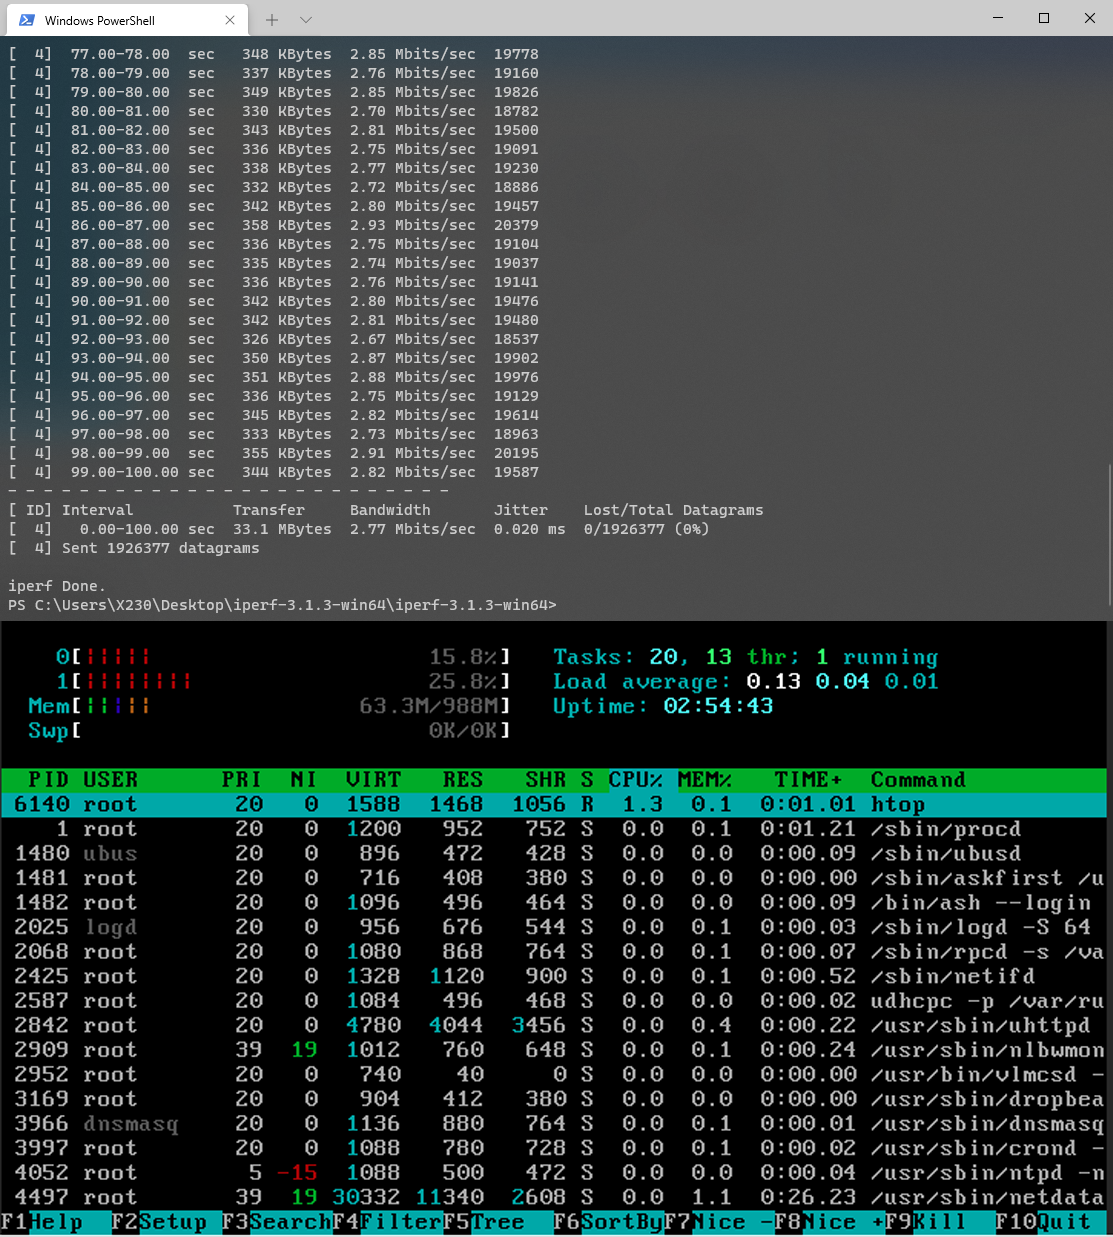 Windows PowerShell
[  4]  77.00-78.00  sec   348 KBytes  2.85 Mbits/sec  19778
[  4]  78.00-79.00  sec   337 KBytes  2.76 Mbits/sec  19160
[  4]  79.00-80.00  sec   349 KBytes  2.85 Mbits/sec  19826
[  4]  80.00-81.00  sec   330 KBytes  2.70 Mbits/sec  18782
[  4]  81.00-82.00  sec   343 KBytes  2.81 Mbits/sec  19500
[  4]  82.00-83.00  sec   336 KBytes  2.75 Mbits/sec  19091
[  4]  83.00-84.00  sec   338 KBytes  2.77 Mbits/sec  19230
[  4]  84.00-85.00  sec   332 KBytes  2.72 Mbits/sec  18886
[  4]  85.00-86.00  sec   342 KBytes  2.80 Mbits/sec  19457
[  4]  86.00-87.00  sec   358 KBytes  2.93 Mbits/sec  20379
[  4]  87.00-88.00  sec   336 KBytes  2.75 Mbits/sec  19104
[  4]  88.00-89.00  sec   335 KBytes  2.74 Mbits/sec  19037
[  4]  89.00-90.00  sec   336 KBytes  2.76 Mbits/sec  19141
[  4]  90.00-91.00  sec   342 KBytes  2.80 Mbits/sec  19476
[  4]  91.00-92.00  sec   342 KBytes  2.81 Mbits/sec  19480
[  4]  92.00-93.00  sec   326 KBytes  2.67 Mbits/sec  18537
[  4]  93.00-94.00  sec   350 KBytes  2.87 Mbits/sec  19902
[  4]  94.00-95.00  sec   351 KBytes  2.88 Mbits/sec  19976
[  4]  95.00-96.00  sec   336 KBytes  2.75 Mbits/sec  19129
[  4]  96.00-97.00  sec   345 KBytes  2.82 Mbits/sec  19614
[  4]  97.00-98.00  sec   333 KBytes  2.73 Mbits/sec  18963
[  4]  98.00-99.00  sec   355 KBytes  2.91 Mbits/sec  20195
[  4]  99.00-100.00 sec   344 KBytes  2.82 Mbits/sec  19587
- - - - - - - - - - - - - - - - - - - - - - - - -
[ ID] Interval           Transfer     Bandwidth       Jitter    Lost/Total Datagrams
[  4]   0.00-100.00 sec  33.1 MBytes  2.77 Mbits/sec  0.020 ms  0/1926377 (0%)
[  4] Sent 1926377 datagrams
iperf Done.
PS C:\Users\X230\Desktop\iperf-3.1.3-win64\iperf-3.1.3-win64>
0[||||| 15.8%] Tasks: 20, 13 thr; 1 running
1[|||||||| 25.8%] Load average: 0.13 0.04 0.01
Mem[||||| 63.3M/988M] Uptime: 02:54:43
Swp[ 0K/0K]
PID USER PRI NI VIRT RES SHR S CPU% MEM% TIME+ Command
6140 root 20 0 1588 1468 1056 R 1.3 0.1 0:01.01 htop
1 root 20 0 1200 952 752 S 0.0 0.1 0:01.21 /sbin/procd
1480 ubus 20 0 896 472 428 S 0.0 0.0 0:00.09 /sbin/ubusd
1481 root 20 0 716 408 380 S 0.0 0.0 0:00.00 /sbin/askfirst /u
1482 root 20 0 1096 496 464 S 0.0 0.0 0:00.09 /bin/ash --login
2025 logd 20 0 956 676 544 S 0.0 0.1 0:00.03 /sbin/logd -S 64
2068 root 20 0 1080 868 764 S 0.0 0.1 0:00.07 /sbin/rpcd -s /va
2425 root 20 0 1328 1120 900 S 0.0 0.1 0:00.52 /sbin/netifd
2587 root 20 0 1084 496 468 S 0.0 0.0 0:00.02 udhcpc -p /var/ru
2842 root 20 0 4780 4044 3456 S 0.0 0.4 0:00.22 /usr/sbin/uhttpd
2909 root 39 19 1012 760 648 S 0.0 0.1 0:00.24 /usr/sbin/nlbwmon
2952 root 20 0 740 40 0 S 0.0 0.0 0:00.00 /usr/bin/vlmcsd -
3169 root 20 0 904 412 380 S 0.0 0.0 0:00.00 /usr/sbin/dropbea
3966 dnsmasq 20 0 1136 880 764 S 0.0 0.1 0:00.01 /usr/sbin/dnsmasq
3997 root 20 0 1088 780 728 S 0.0 0.1 0:00.02 /usr/sbin/crond -
4052 root 5 -15 1088 500 472 S 0.0 0.0 0:00.04 /usr/sbin/ntpd -n
4497 root 39 19 30332 11340 2608 S 0.0 1.1 0:26.23 /usr/sbin/netdata
F1Help F2Setup F3SearchF4FilterF5Tree F6SortByF7Nice -F8Nice +F9Kill F10Quit